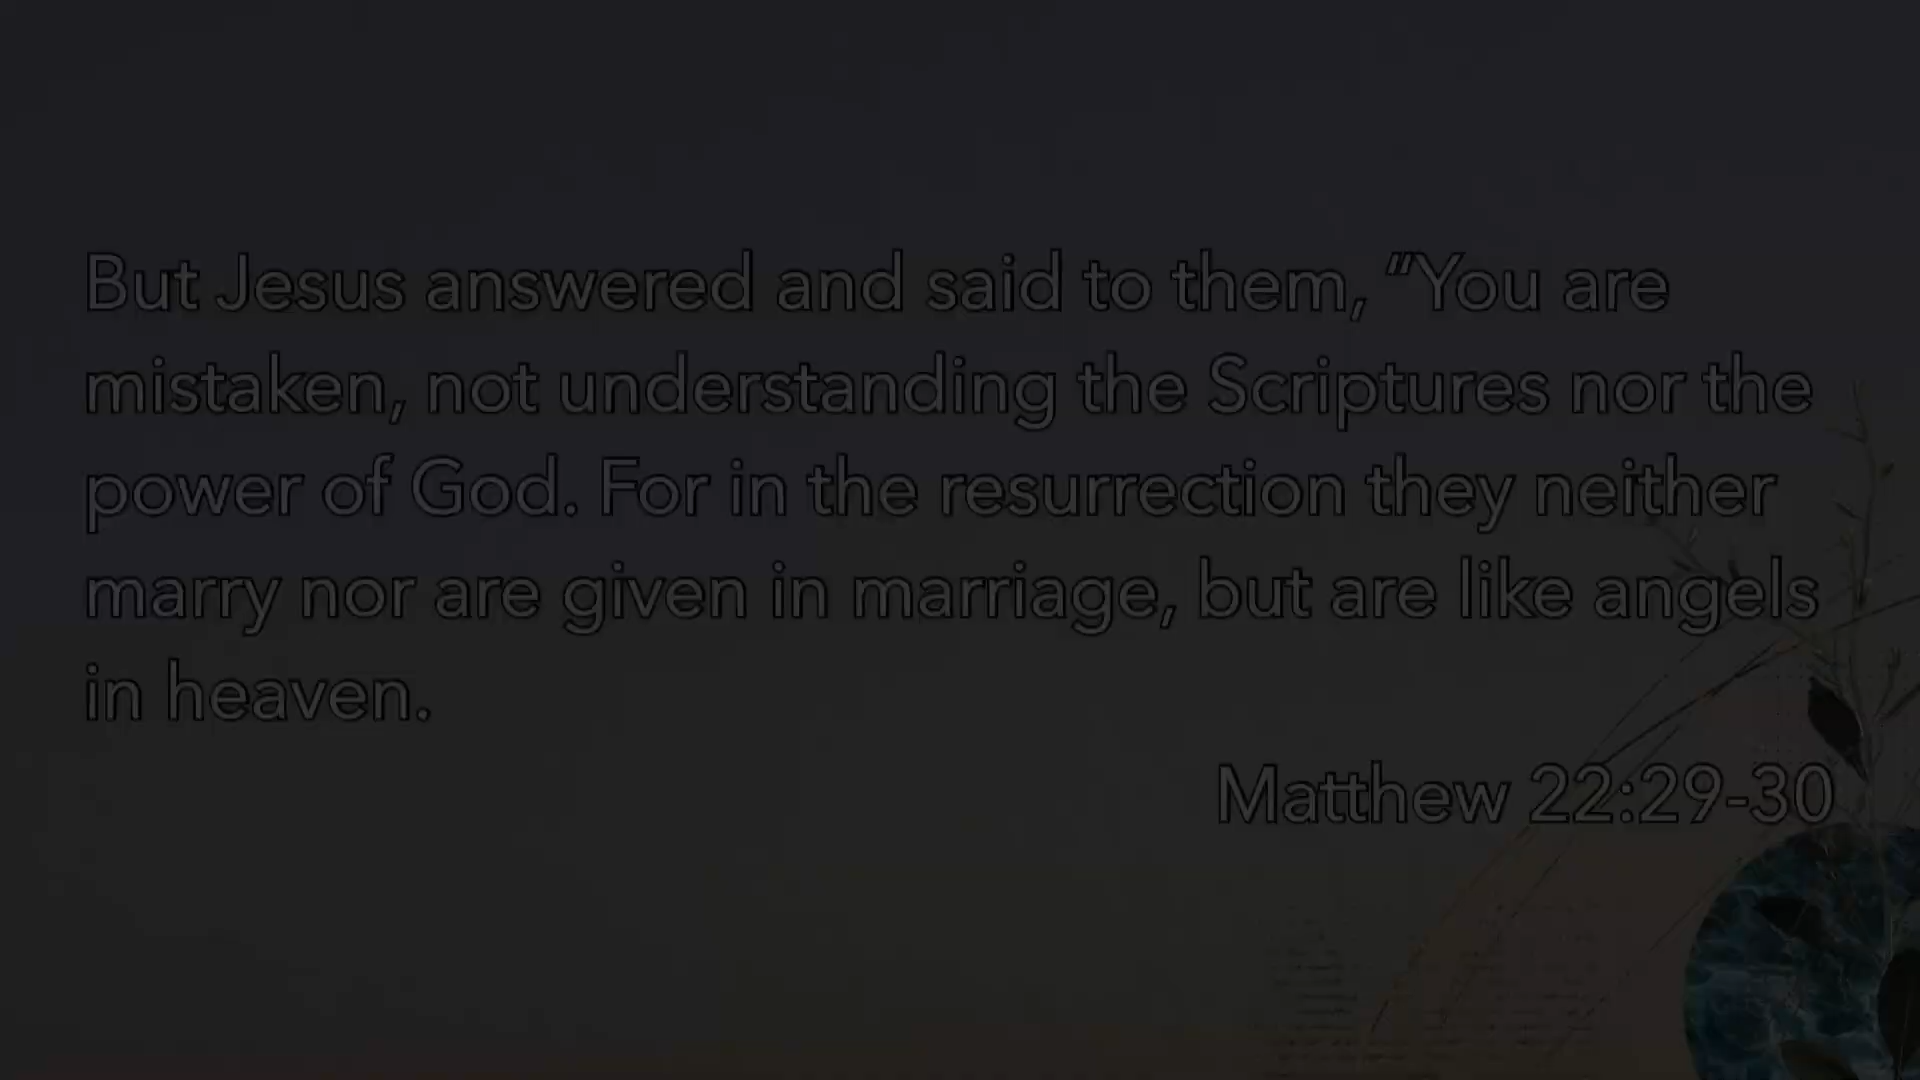 But Jesus answered and said to them, “You are
mistaken, not understanding the Scriptures nor the
power of God. For in the resurrection they neither
marry nor are given in marriage, but are like angels
in heaven.
Matthew 22:29-30